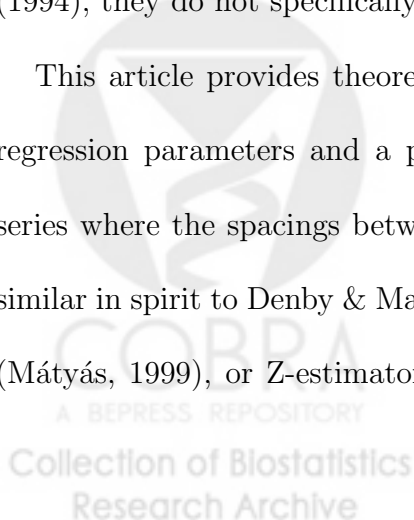 (1994), they do not specifically
This article provides theore
regression parameters and a p
series where the spacings betw
similar in spirit to Denby & Ma
COBRA
(Mátyás, 1999), or Z-estimator
A BEPRESS REPOSITORY
Collection of Biostatistics
Research Archive